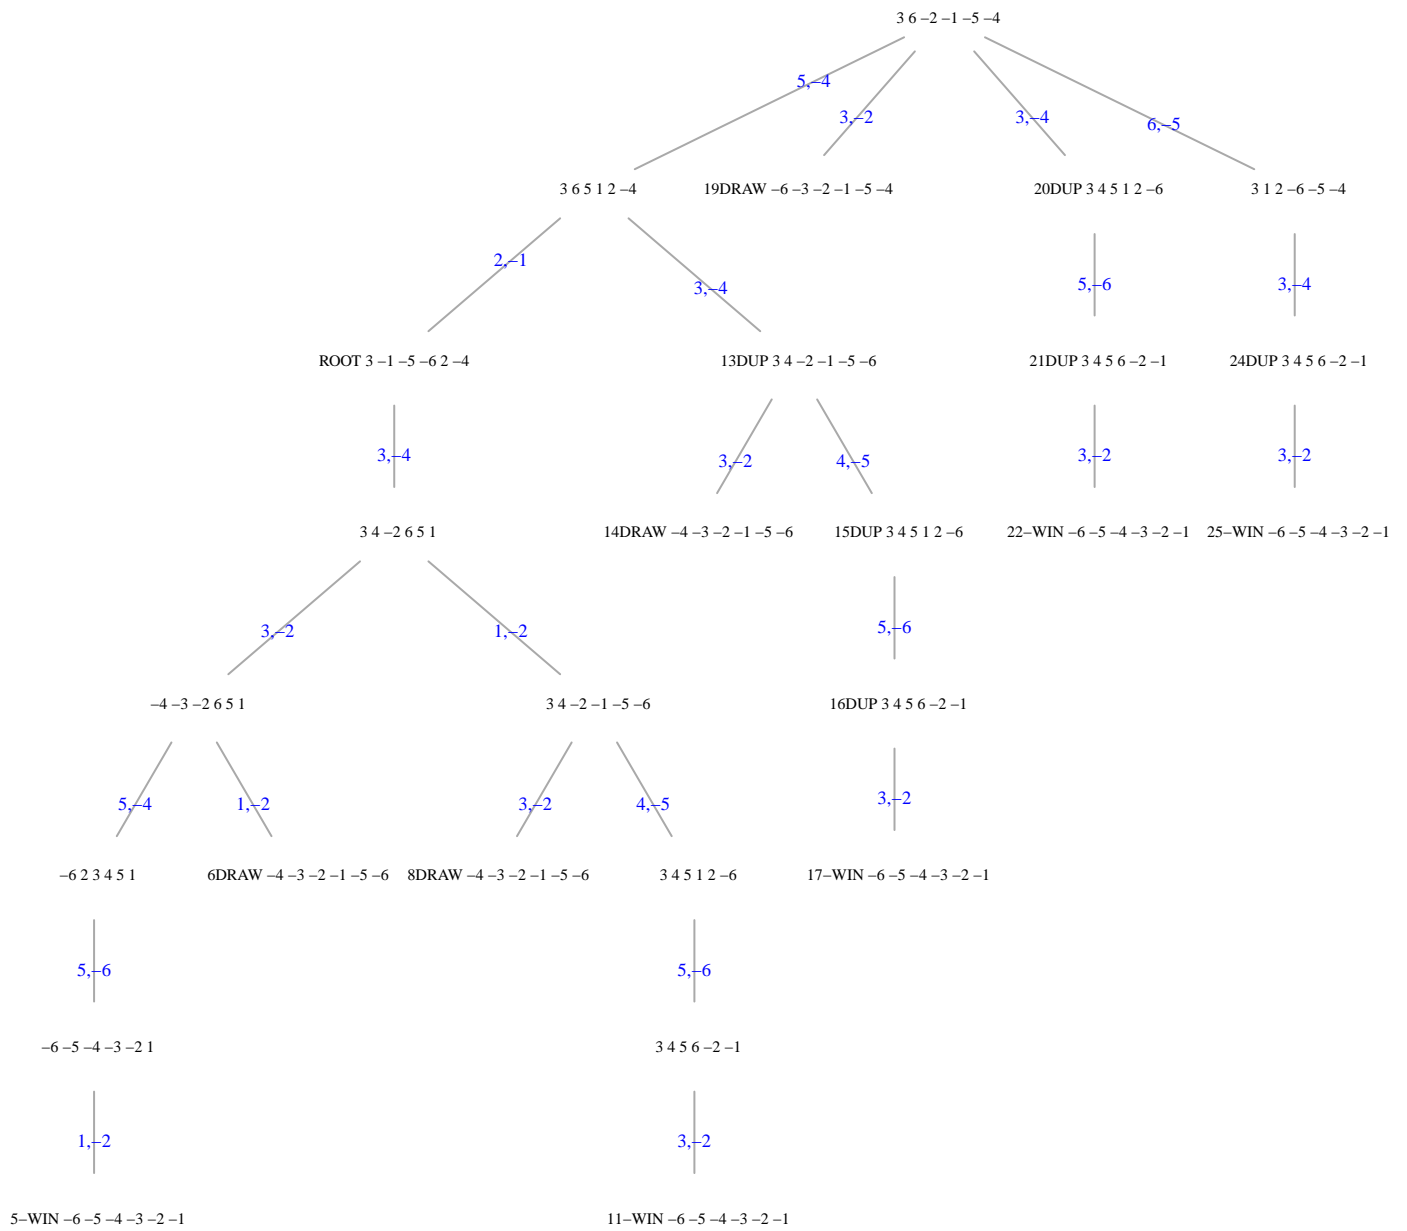 3 6 −2 −1 −5 −4
5,−4
3,−2
3,−4
6,−5
3 6 5 1 2 −4
19DRAW −6 −3 −2 −1 −5 −4
20DUP 3 4 5 1 2 −6
3 1 2 −6 −5 −4
2,−1
3,−4
5,−6
3,−4
ROOT 3 −1 −5 −6 2 −4
13DUP 3 4 −2 −1 −5 −6
21DUP 3 4 5 6 −2 −1
24DUP 3 4 5 6 −2 −1
3,−4
3,−2
4,−5
3,−2
3,−2
3 4 −2 6 5 1
14DRAW −4 −3 −2 −1 −5 −6
15DUP 3 4 5 1 2 −6
22−WIN −6 −5 −4 −3 −2 −1
25−WIN −6 −5 −4 −3 −2 −1
3,−2
1,−2
5,−6
−4 −3 −2 6 5 1
3 4 −2 −1 −5 −6
16DUP 3 4 5 6 −2 −1
5,−4
1,−2
3,−2
4,−5
3,−2
−6 2 3 4 5 1
6DRAW −4 −3 −2 −1 −5 −6
8DRAW −4 −3 −2 −1 −5 −6
3 4 5 1 2 −6
17−WIN −6 −5 −4 −3 −2 −1
5,−6
5,−6
−6 −5 −4 −3 −2 1
3 4 5 6 −2 −1
1,−2
3,−2
5−WIN −6 −5 −4 −3 −2 −1
11−WIN −6 −5 −4 −3 −2 −1